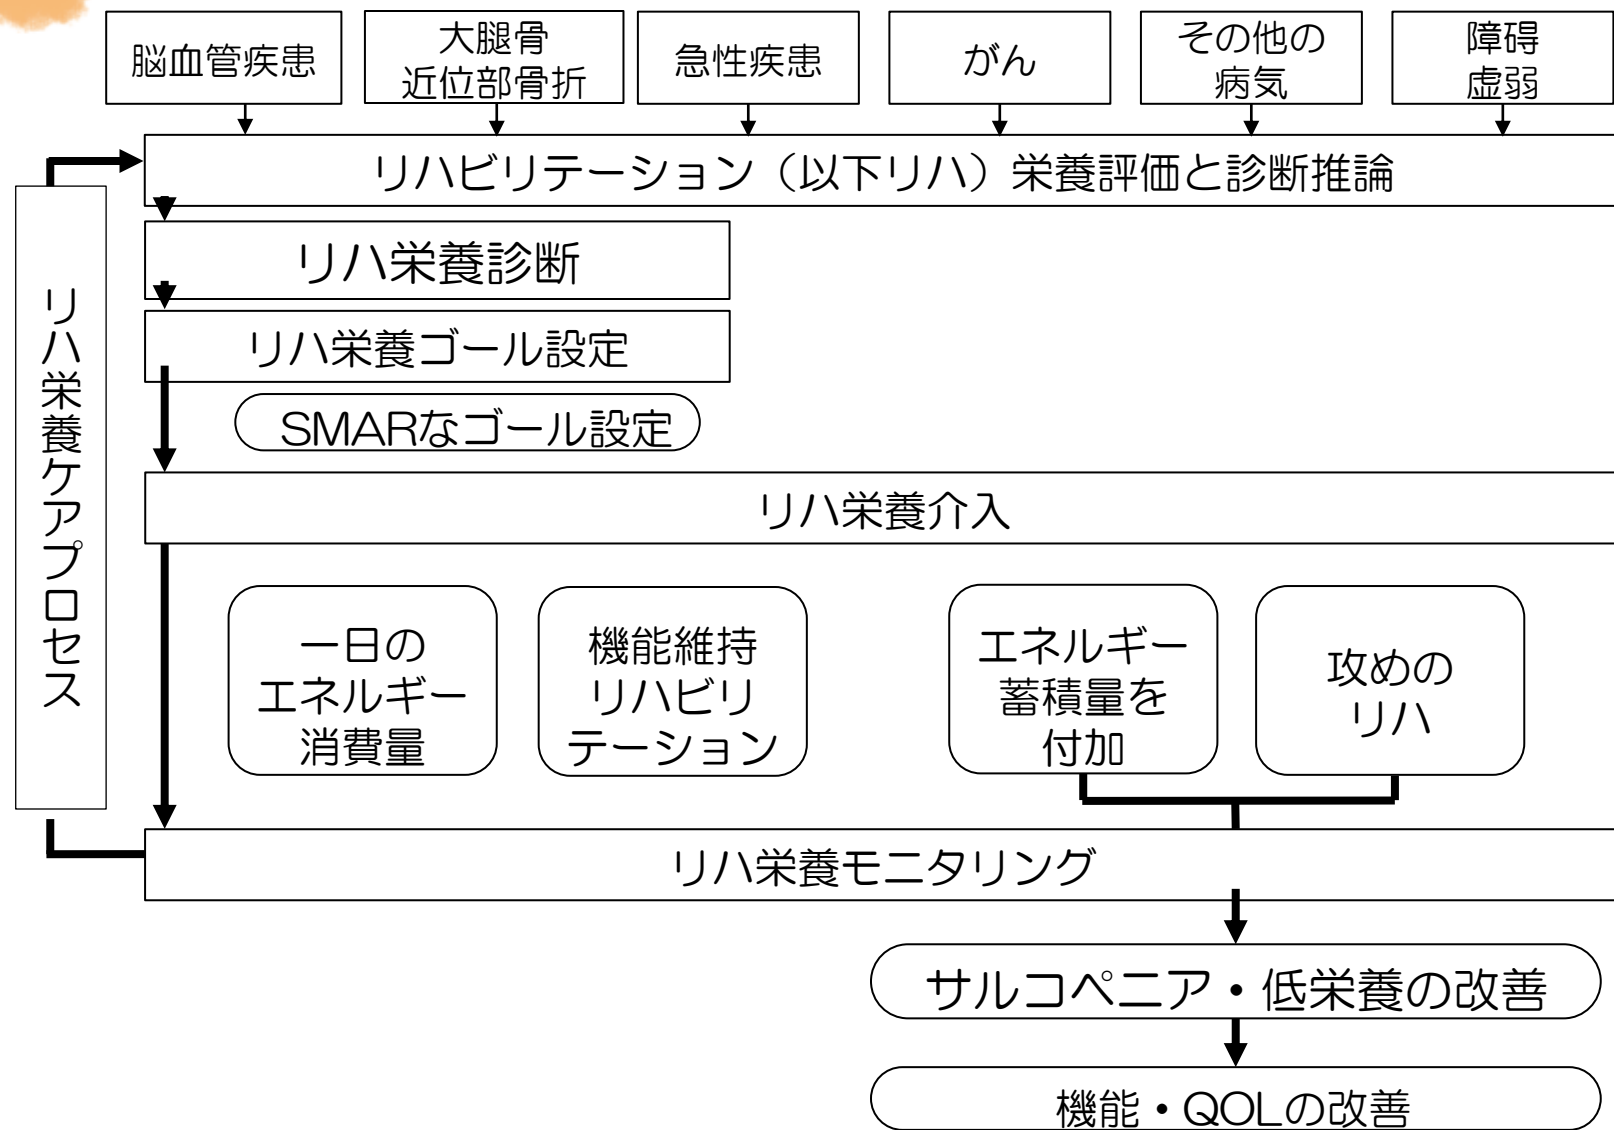 脳血管疾患
大腿骨
近位部骨折
急性疾患
がん
その他の
病気
障碍
虚弱
リハビリテーション（以下リハ）栄養評価と診断推論
リハ栄養診断
リハ栄養ゴール設定
SMARなゴール設定
リハ栄養介入
リハ栄養ケアプロセス
一日の
エネルギー
消費量
機能維持
リハビリ
テーション
エネルギー
蓄積量を
付加
攻めの
リハ
リハ栄養モニタリング
サルコペニア・低栄養の改善
機能・QOLの改善